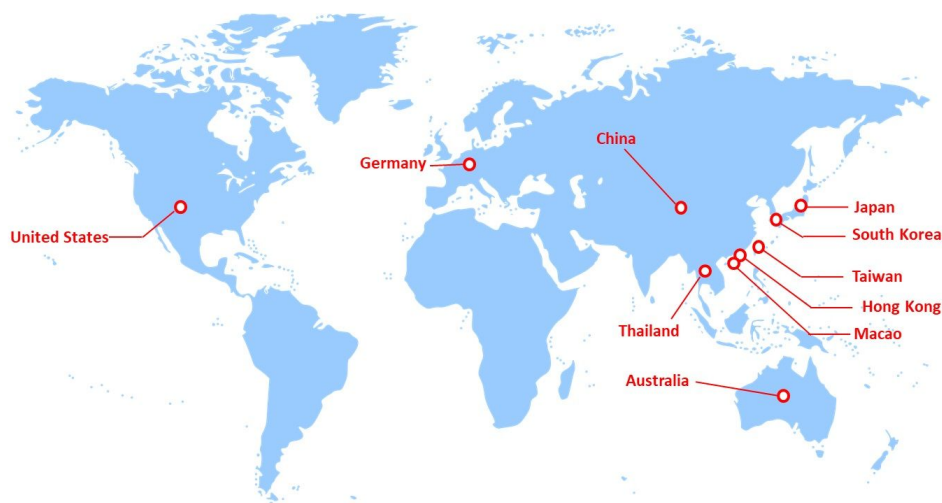 China
Germany
Japan
United States
South Korea
Taiwan
Hong Kong
Thailand
Macao
Australia